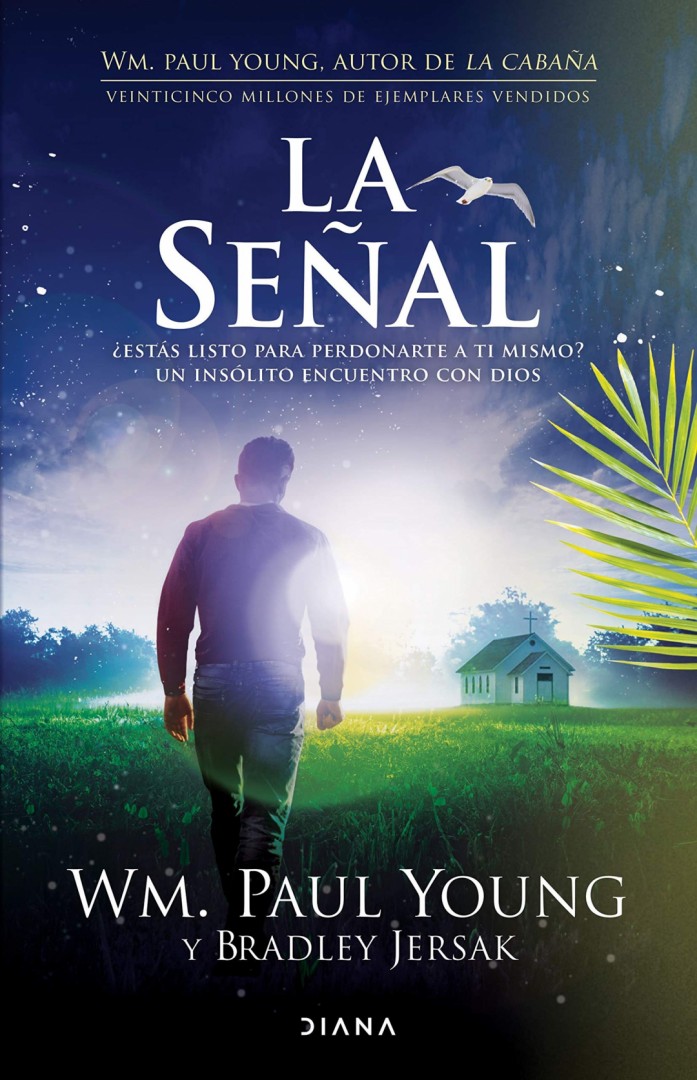 WM. PAUL YOUNG, AUTOR DE LA CABAÑA
VEINTICINCO MILLONES DE EJEMPLARES VENDIDOS
LA
SEÑAL
¿ESTÁS LISTO PARA PERDONARTE A TI MISMO?
UN INSÓLITO ENCUENTRO CON DIOS
WM. PAUL YOUNG
Y BRADLEY JERSAK
DIANA